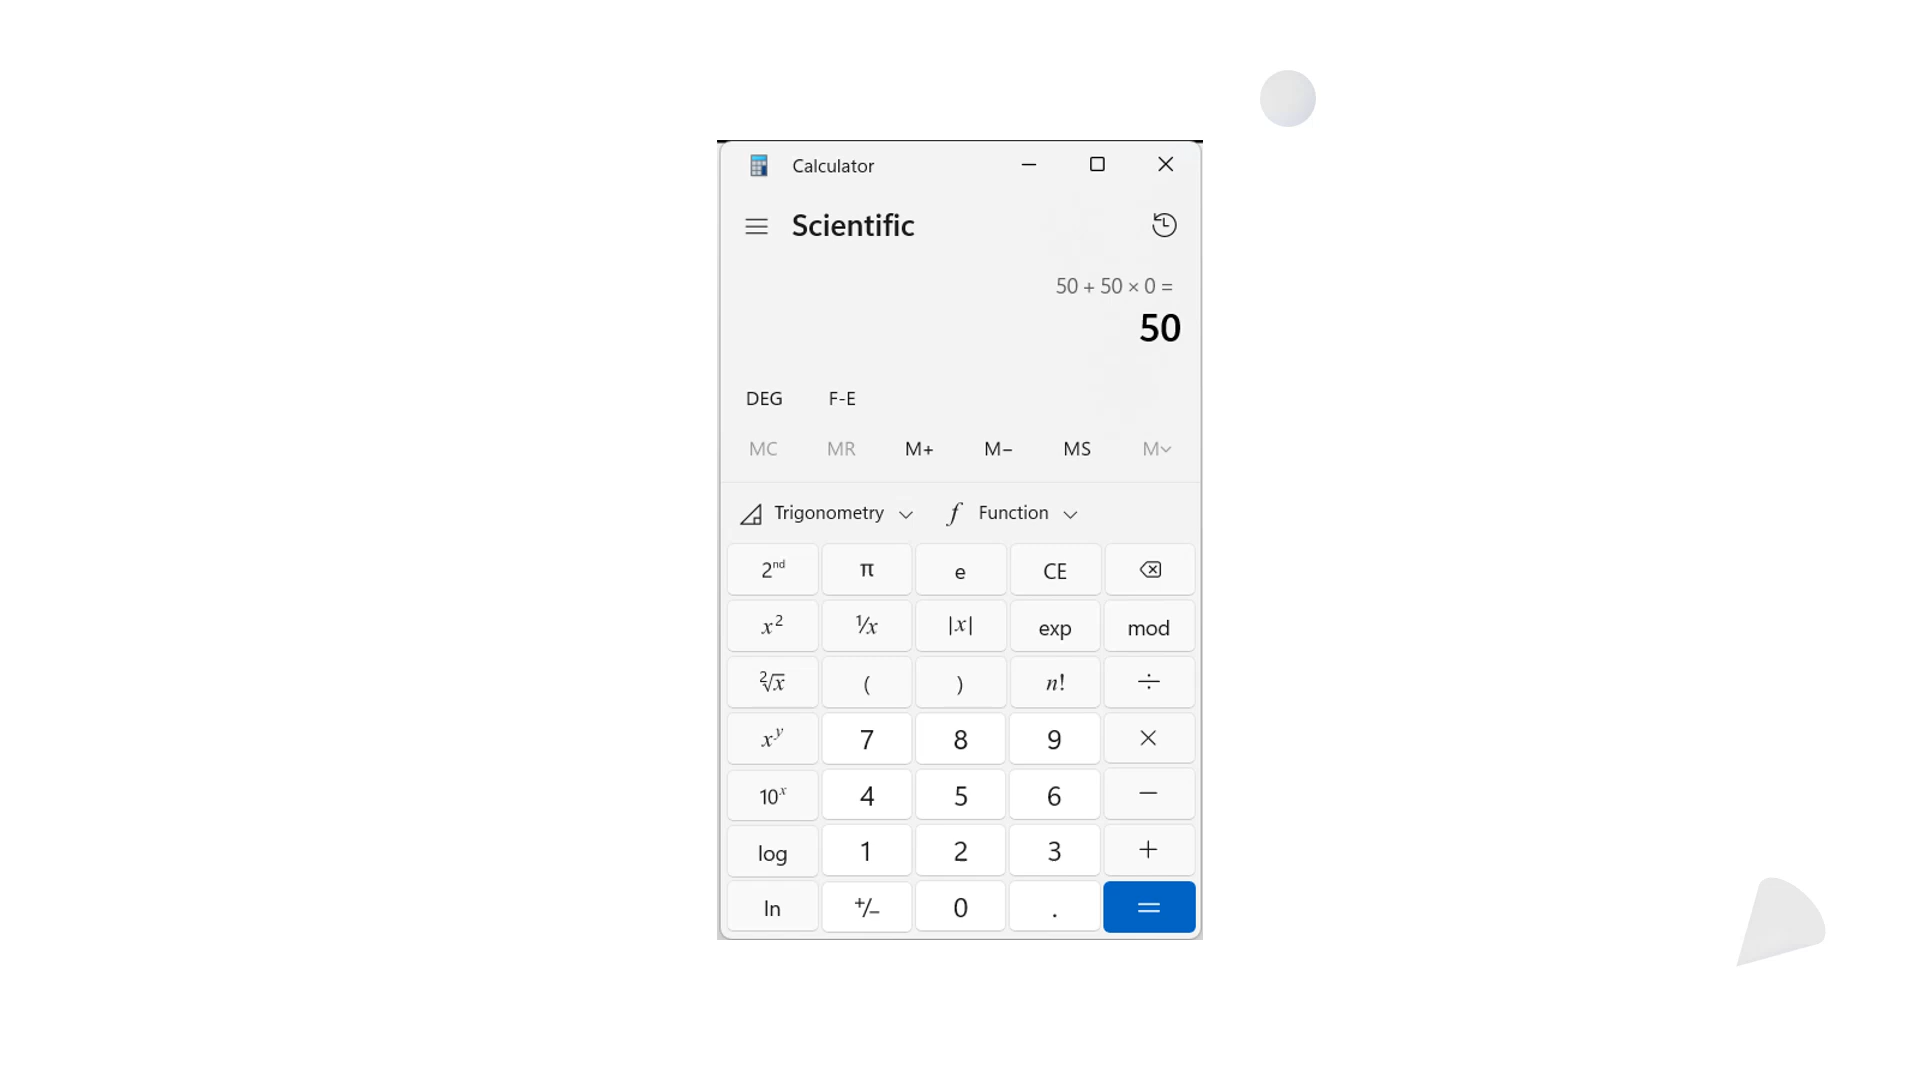 Calculator
Scientific
50 + 50 × 0 =
50
DEG F-E
MC MR M+ M− MS M
Trigonometry f Function
2ⁿᵈ π e CE
x² ¹⁄x |x| exp mod
²√x ( ) n! ÷
xʸ 7 8 9 ×
10ˣ 4 5 6 −
log 1 2 3 +
ln +/− 0 . =